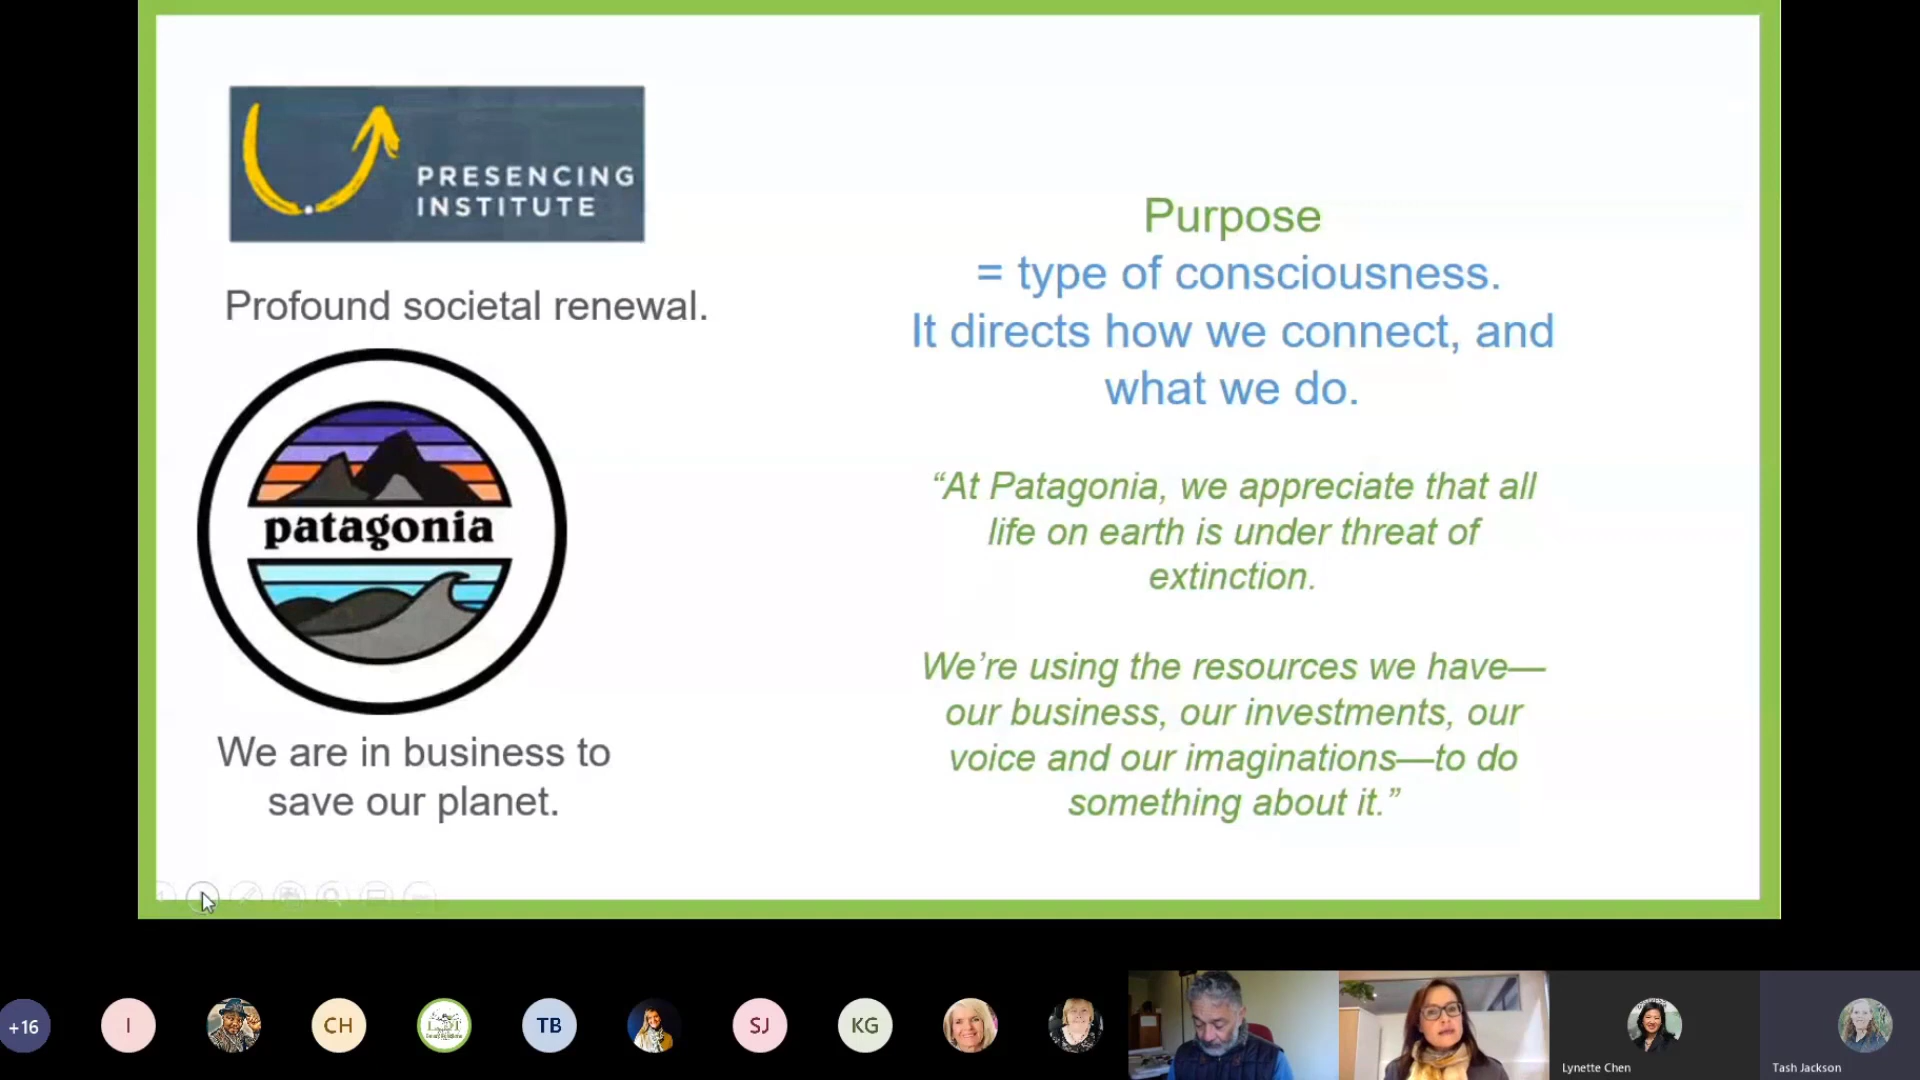 PRESENCING
INSTITUTE
Profound societal renewal.
patagonia
We are in business to
save our planet.
Purpose
= type of consciousness.
It directs how we connect, and
what we do.
“At Patagonia, we appreciate that all
life on earth is under threat of
extinction.
We’re using the resources we have—
our business, our investments, our
voice and our imaginations—to do
something about it.”
+16
I
CH
TB
SJ
KG
Lynette Chen
Tash Jackson